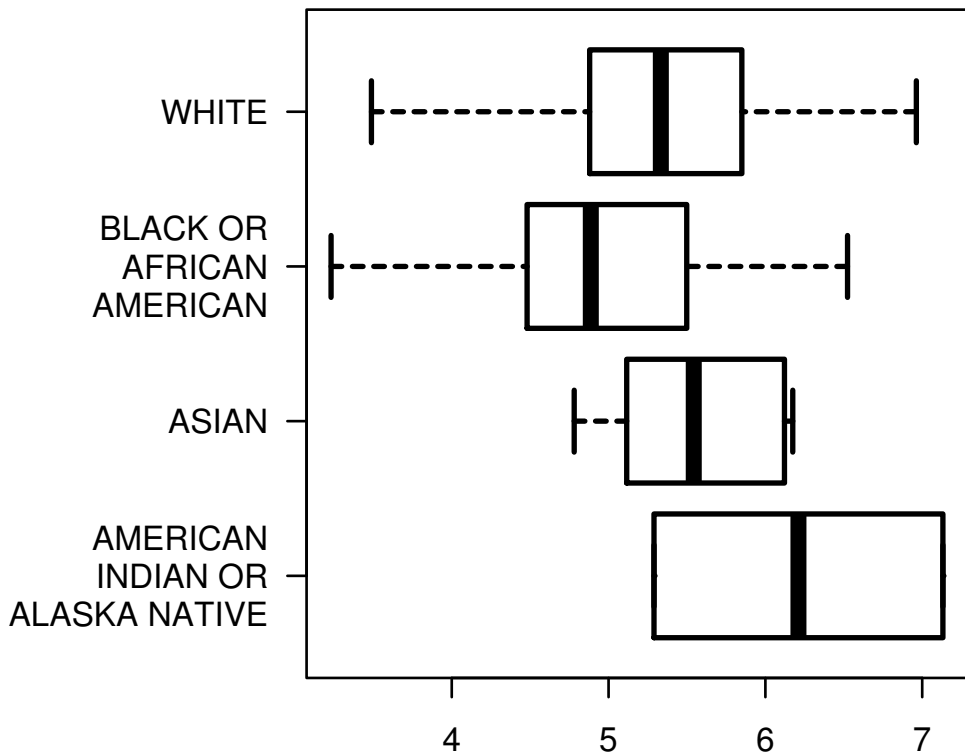 WHITE
BLACK OR
AFRICAN
AMERICAN
ASIAN
AMERICAN
INDIAN OR
ALASKA NATIVE
4 5 6 7